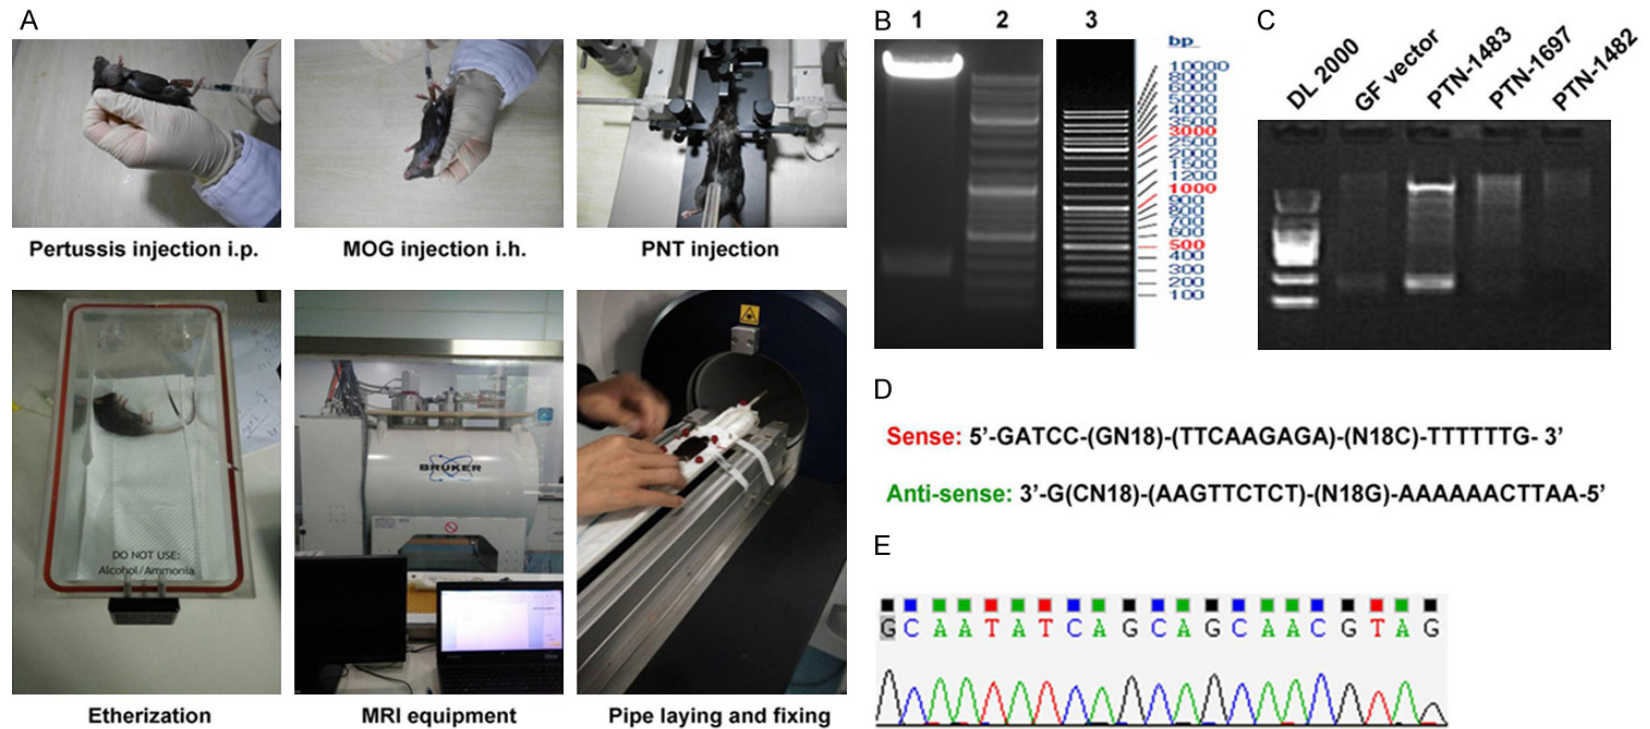 A
Pertussis injection i.p.
MOG injection i.h.
PNT injection
DO NOT USE:
Alcohol/Ammonia
BRUKER
Etherization
MRI equipment
Pipe laying and fixing
B
1 2 3
bp
10000
8000
6000
5000
4000
3500
3000
2500
2000
1500
1200
1000
900
800
700
600
500
400
300
200
100
C
DL 2000
GF vector
PTN-1483
PTN-1697
PTN-1482
D
Sense: 5’-GATCC-(GN18)-(TTCAAGAGA)-(N18C)-TTTTTTG- 3’
Anti-sense: 3’-G(CN18)-(AAGTTCTCT)-(N18G)-AAAAAACTTAA-5’
E
G C A A T A T C A G C A G C A A C G T A G